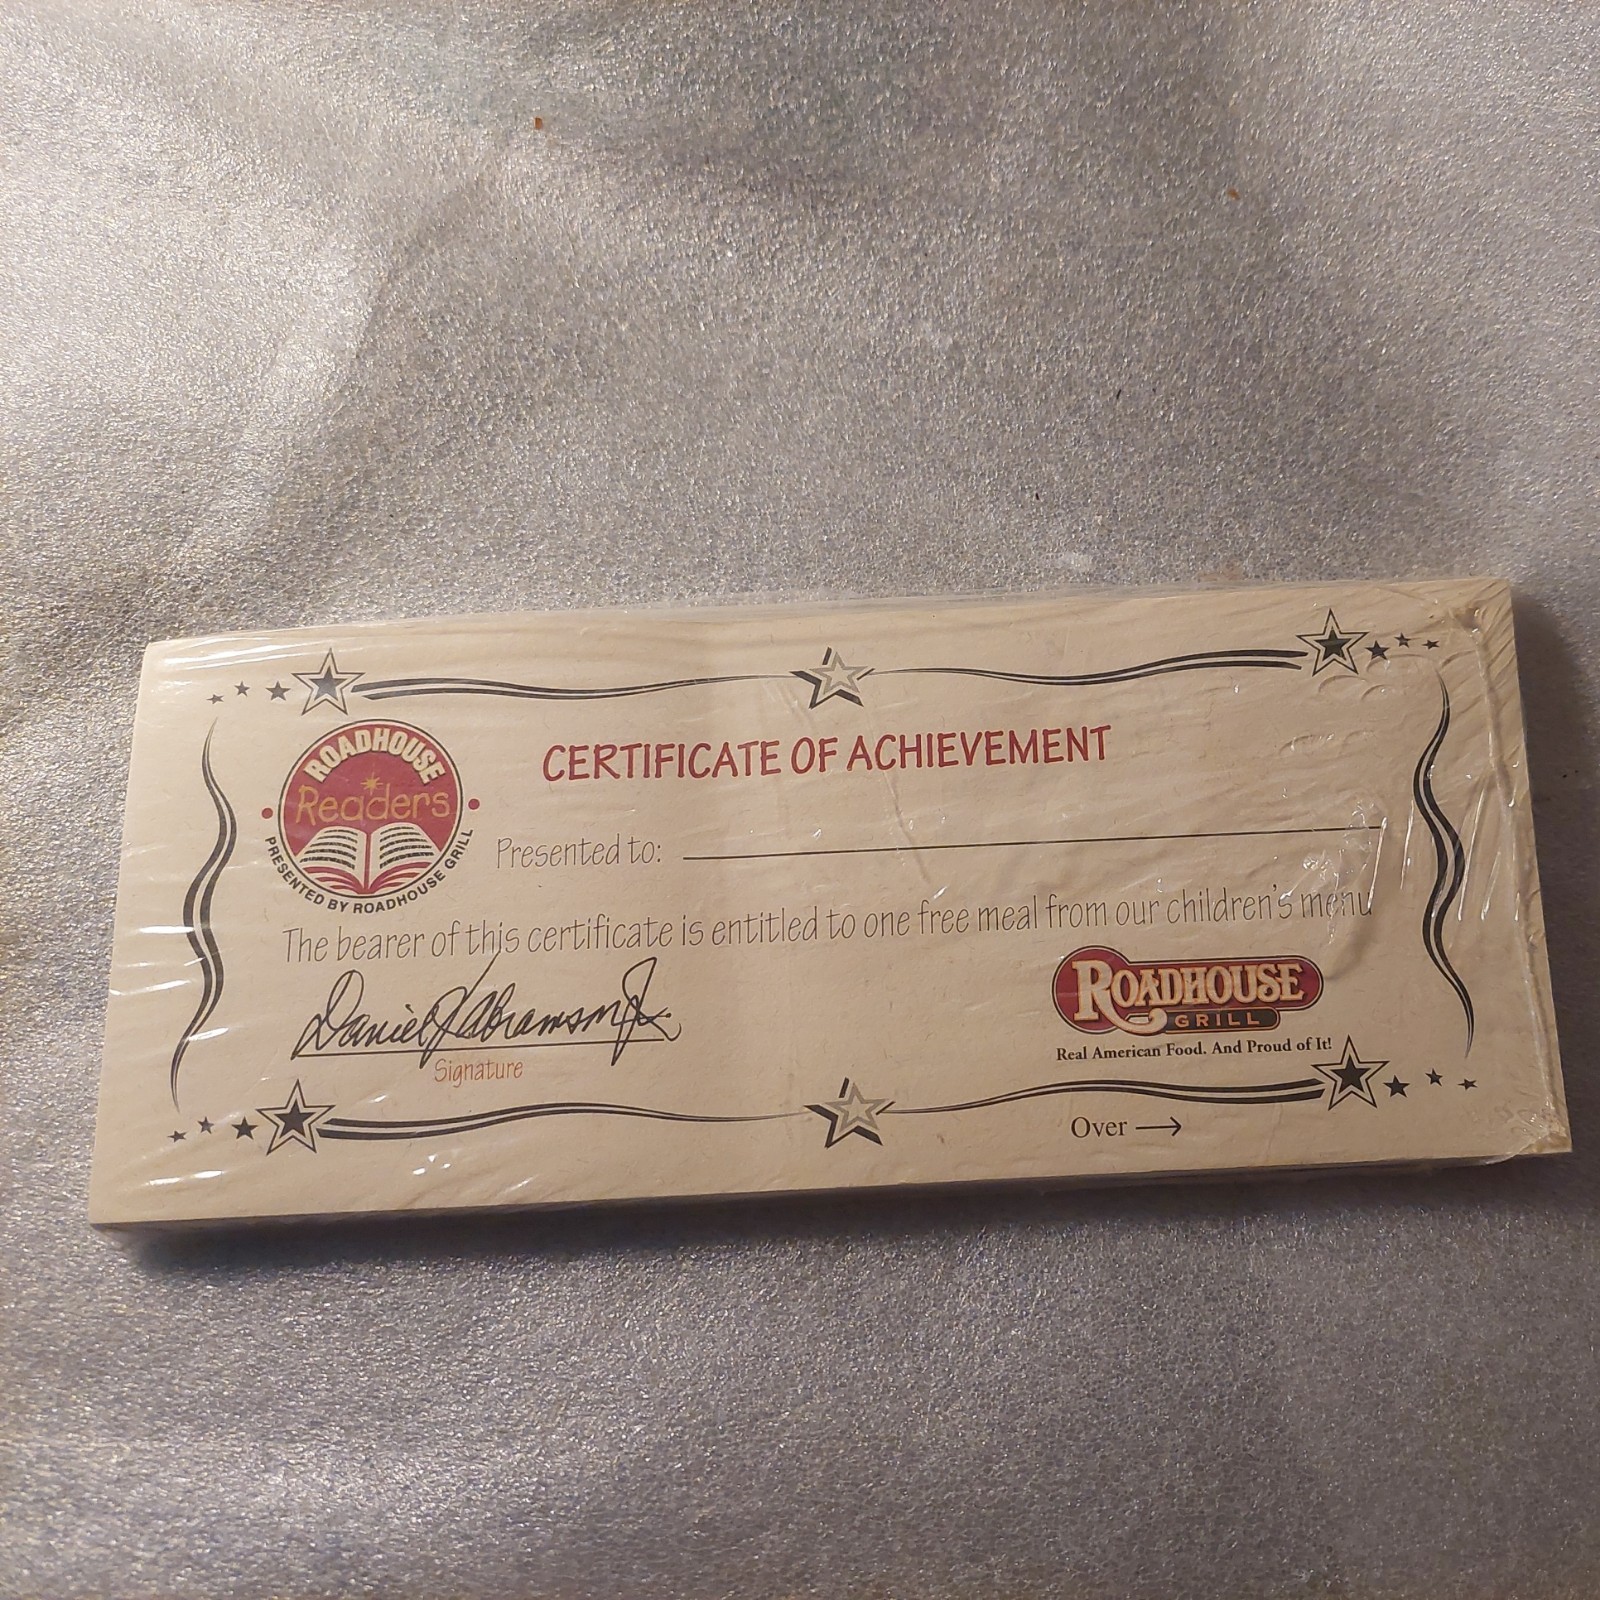 ROADHOUSE
Readers
PRESENTED BY ROADHOUSE GRILL
CERTIFICATE OF ACHIEVEMENT
Presented to:
The bearer of this certificate is entitled to one free meal from our children's menu
Signature
ROADHOUSE
GRILL
Real American Food. And Proud of It!
Over →